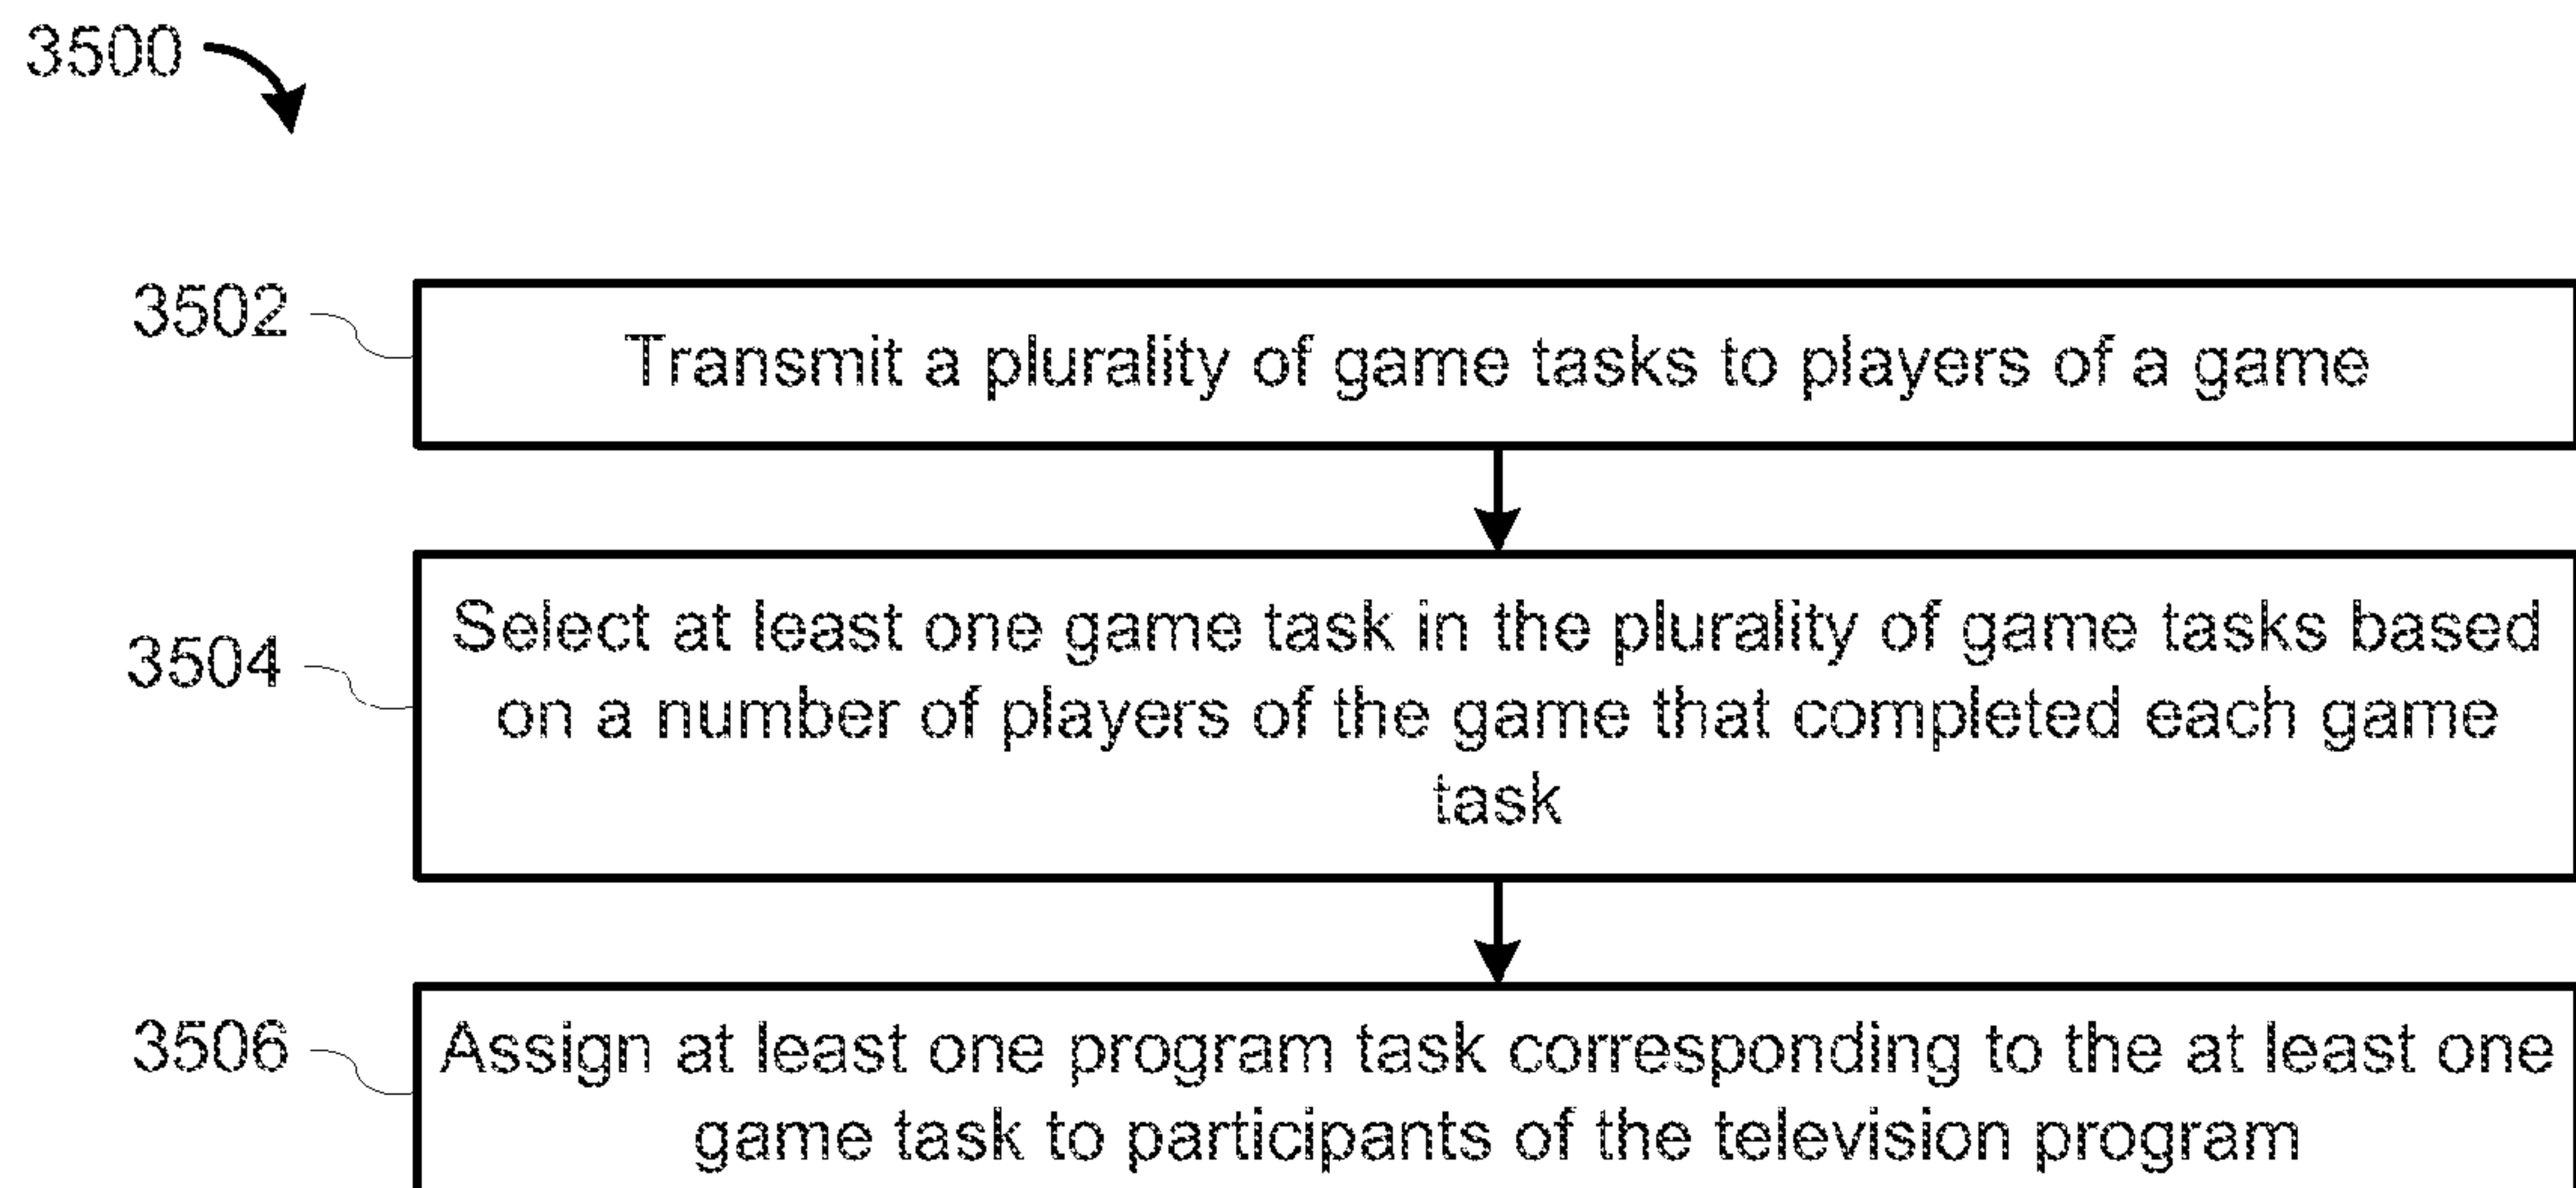 3500
3502
Transmit a plurality of game tasks to players of a game
3504
Select at least one game task in the plurality of game tasks based
on a number of players of the game that completed each game
task
3506
Assign at least one program task corresponding to the at least one
game task to participants of the television program